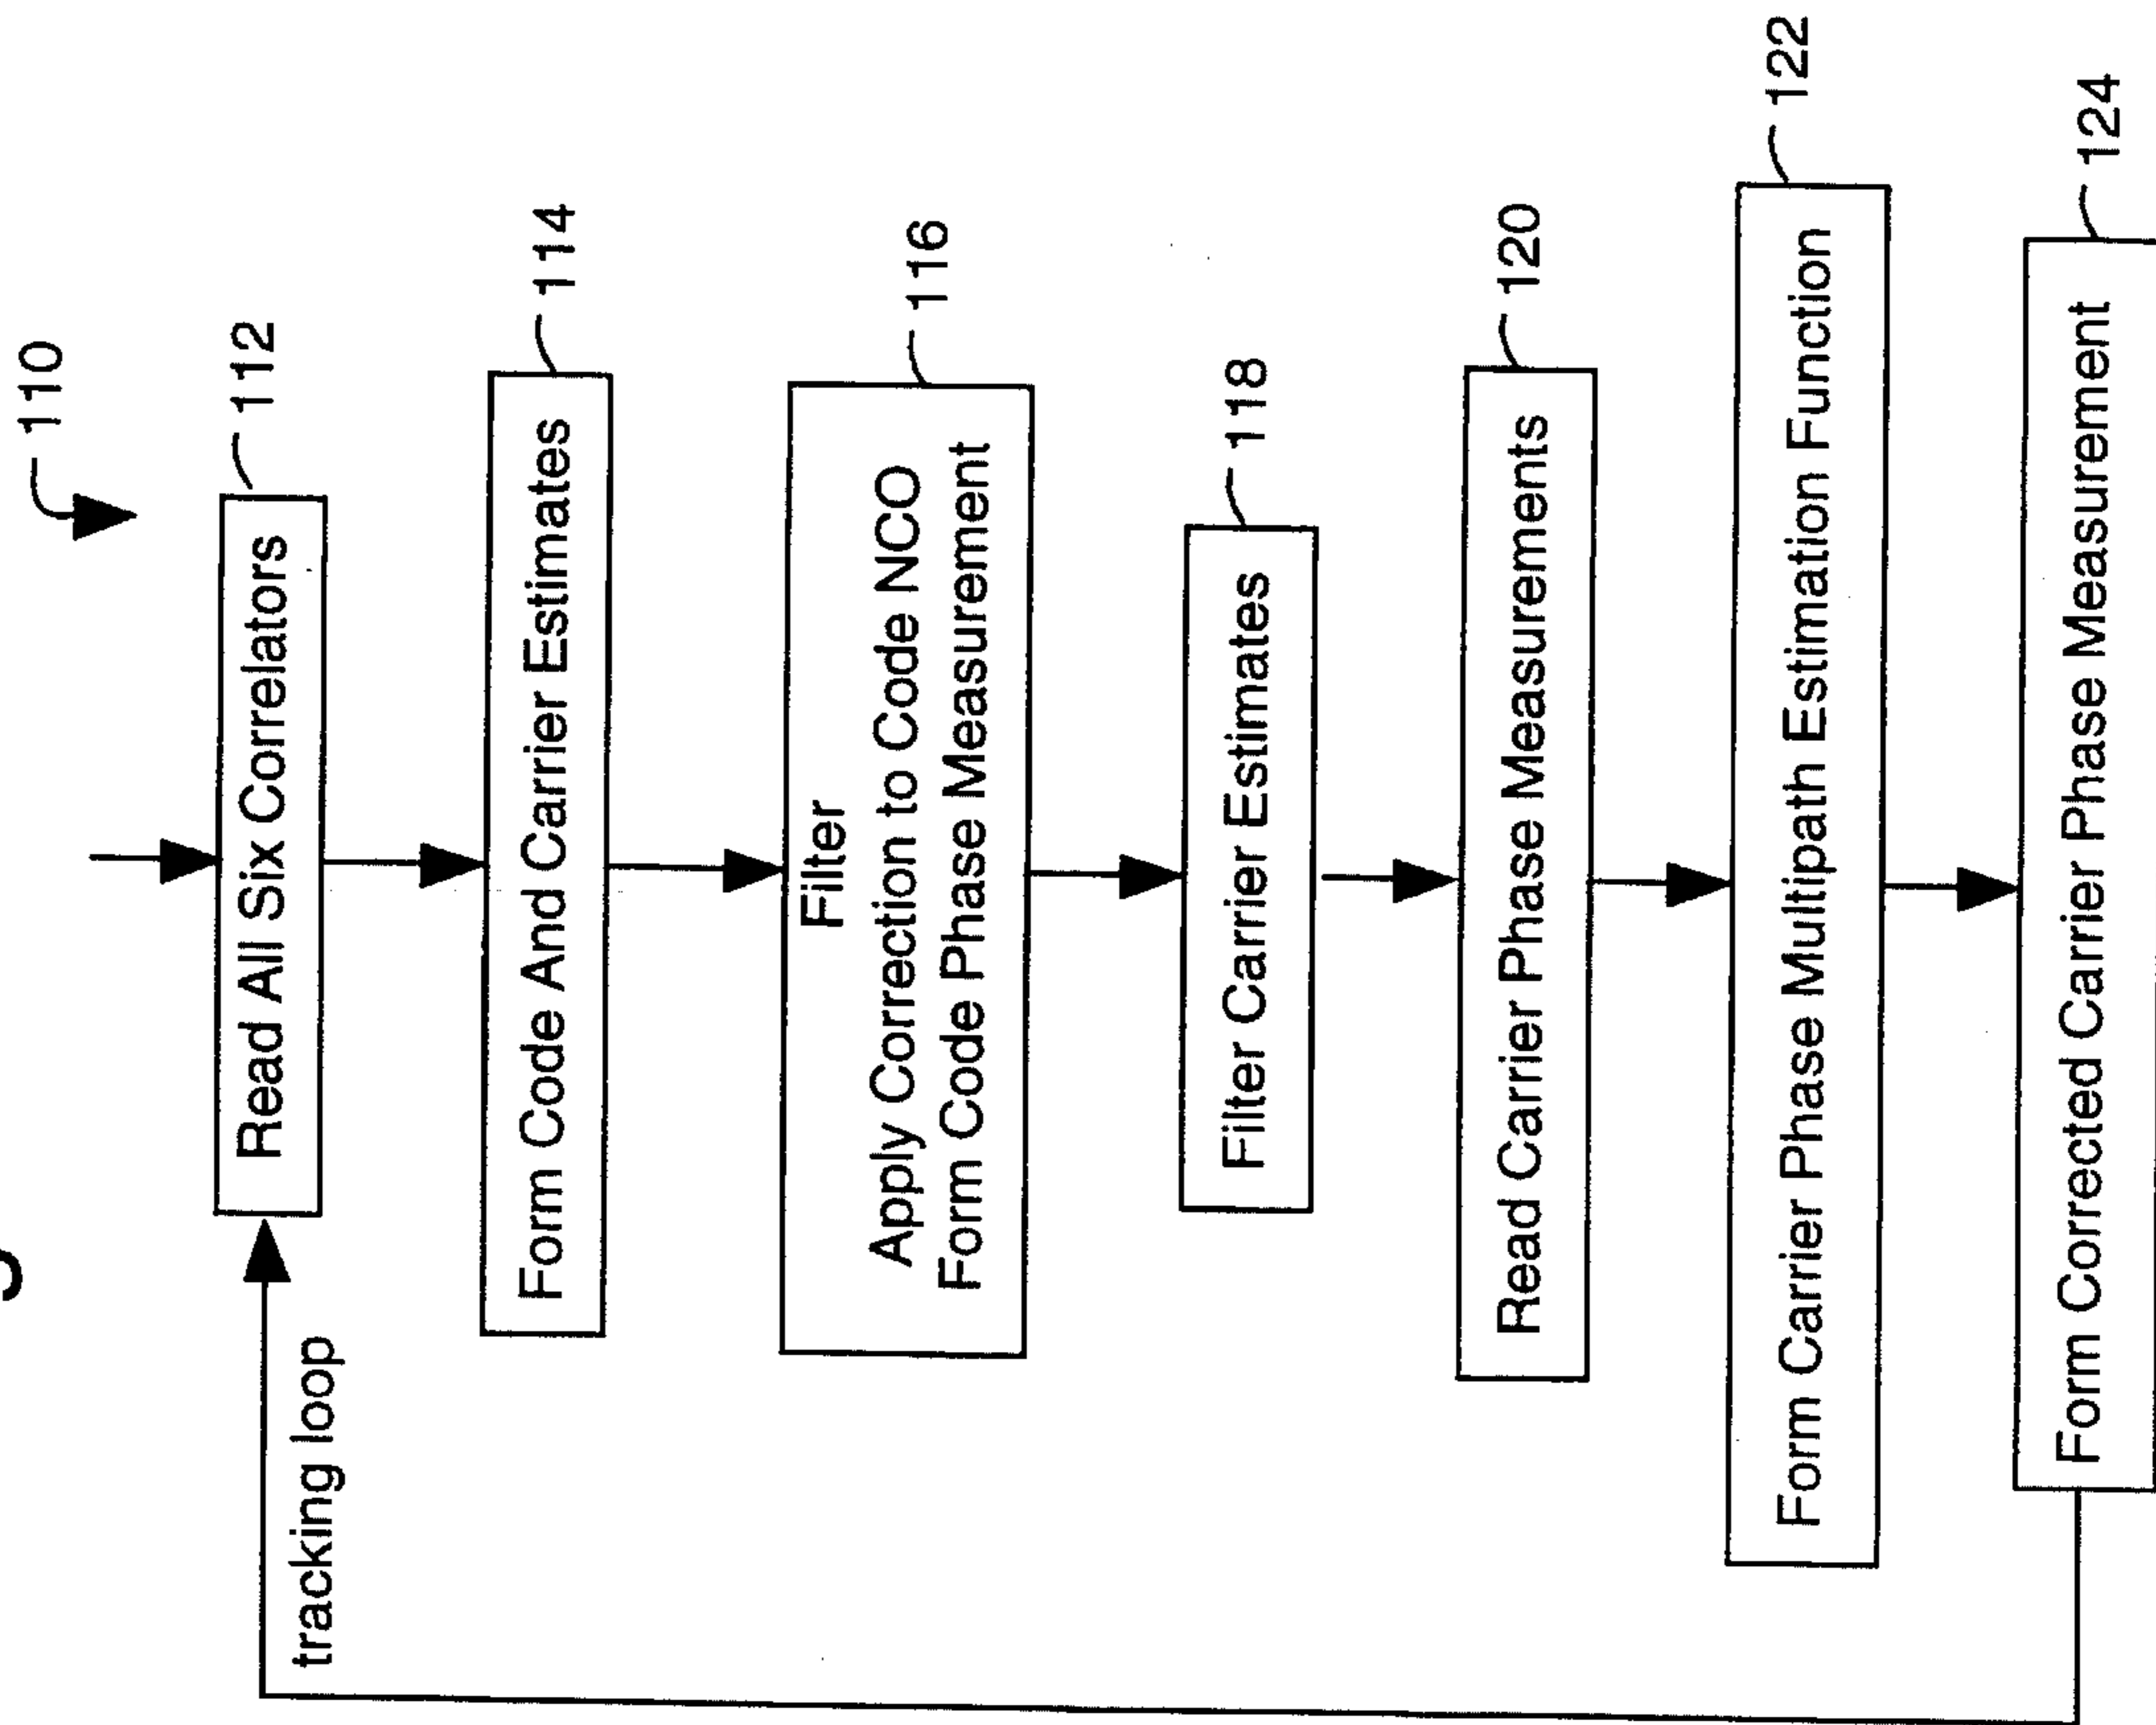 110
Read All Six Correlators
112
tracking loop
Form Code And Carrier Estimates
114
Filter
Apply Correction to Code NCO
Form Code Phase Measurement
116
Filter Carrier Estimates
118
Read Carrier Phase Measurements
120
Form Carrier Phase Multipath Estimation Function
122
Form Corrected Carrier Phase Measurement
124